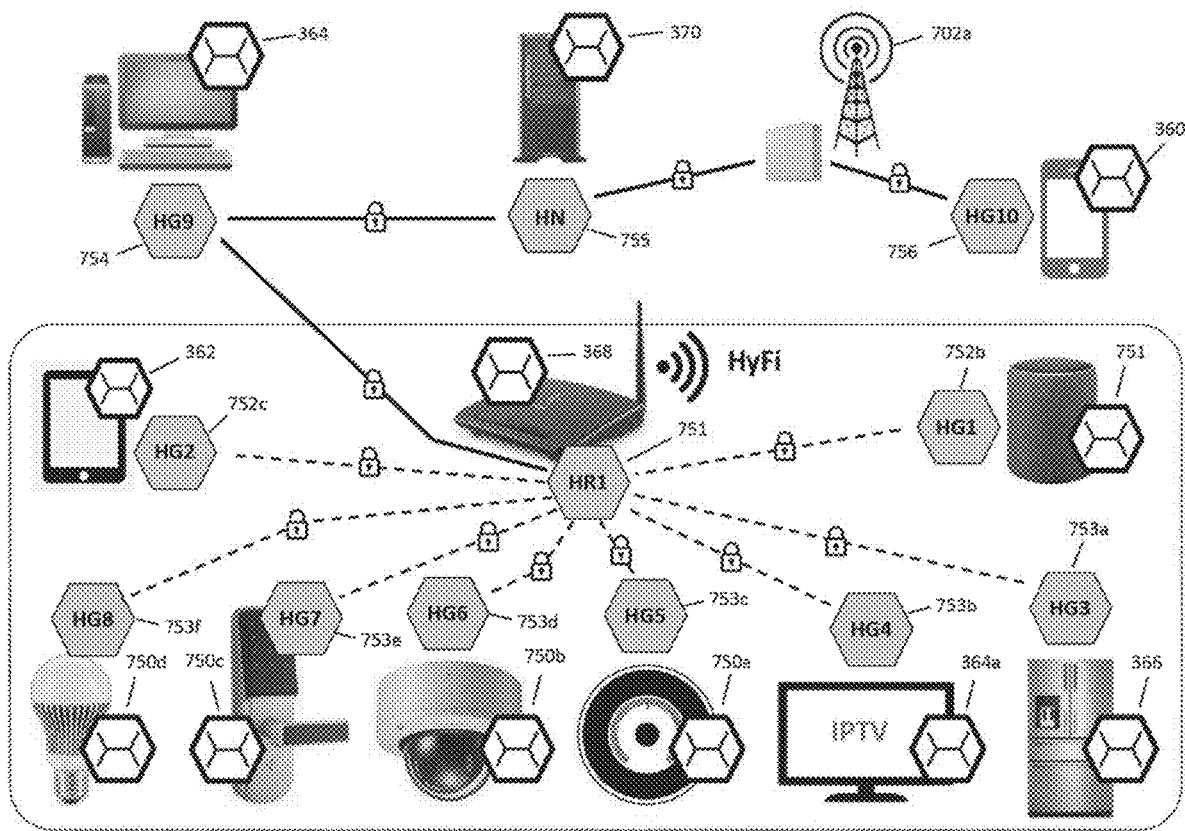 364
370
702a
360
HG9
HN
HG10
754
755
756
362
368
HyFi
752b
751
752c
HG1
HG2
751
HR1
753a
HG8
HG7
HG6
HG5
753c
HG4
753b
HG3
753f
753e
753d
750d
750c
750b
750a
364a
366
IPTV